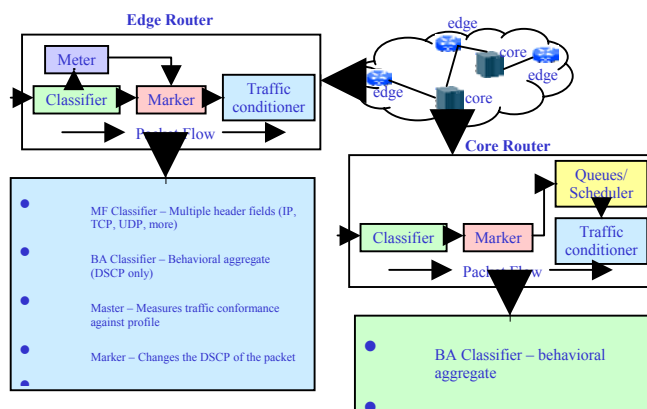 Edge Router
Meter
Classifier
Marker
Traffic
conditioner
Packet Flow
MF Classifier – Multiple header fields (IP,
TCP, UDP, more)
BA Classifier – Behavioral aggregate
(DSCP only)
Master – Measures traffic conformance
against profile
Marker – Changes the DSCP of the packet
edge
core
edge
edge
core
Core Router
Queues/
Scheduler
Classifier
Marker
Traffic
conditioner
Packet Flow
BA Classifier – behavioral
aggregate